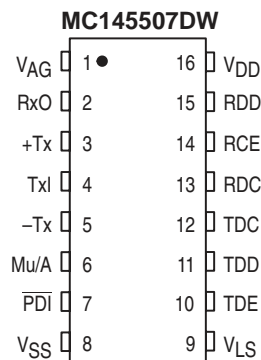 MC145507DW
VAG 1 16 VDD
RxO 2 15 RDD
+Tx 3 14 RCE
TxI 4 13 RDC
–Tx 5 12 TDC
Mu/A 6 11 TDD
PDI 7 10 TDE
VSS 8 9 VLS